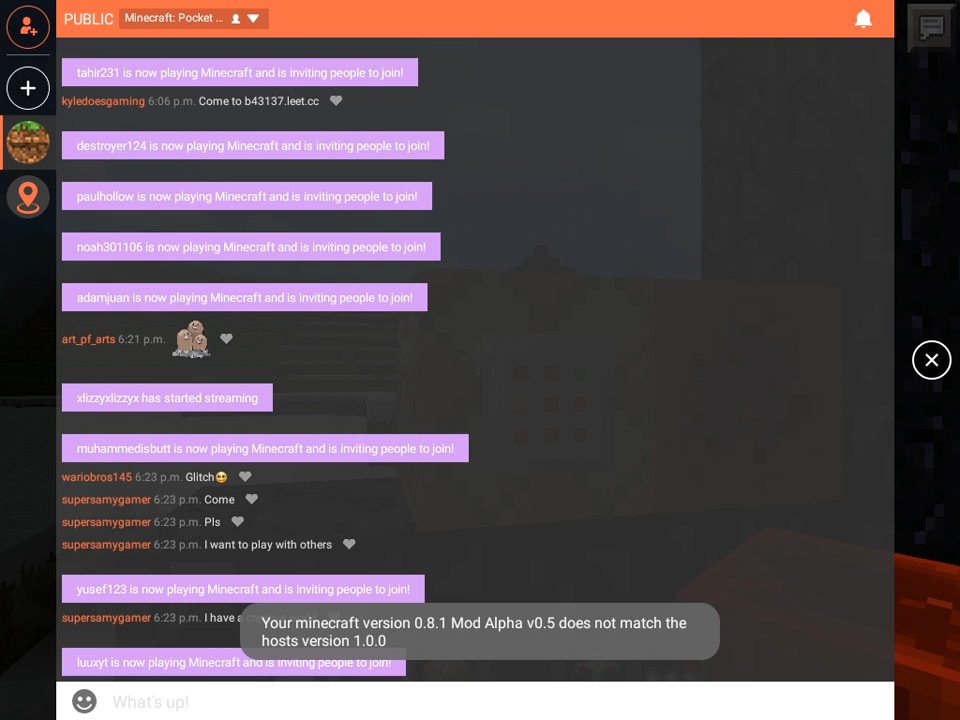 PUBLIC Minecraft: Pocket ...
tahir231 is now playing Minecraft and is inviting people to join!
kyledoesgaming 6:06 p.m. Come to b43137.leet.cc
destroyer124 is now playing Minecraft and is inviting people to join!
paulhollow is now playing Minecraft and is inviting people to join!
noah301106 is now playing Minecraft and is inviting people to join!
adamjuan is now playing Minecraft and is inviting people to join!
art_pf_arts 6:21 p.m.
xlizzyxlizzyx has started streaming
muhammedisbutt is now playing Minecraft and is inviting people to join!
wariobros145 6:23 p.m. Glitch
supersamygamer 6:23 p.m. Come
supersamygamer 6:23 p.m. Pls
supersamygamer 6:23 p.m. I want to play with others
yusef123 is now playing Minecraft and is inviting people to join!
supersamygamer 6:23 p.m. I have a
Your minecraft version 0.8.1 Mod Alpha v0.5 does not match the
hosts version 1.0.0
luuxyt is now playing Minecraft and is inviting people to join!
What's up!